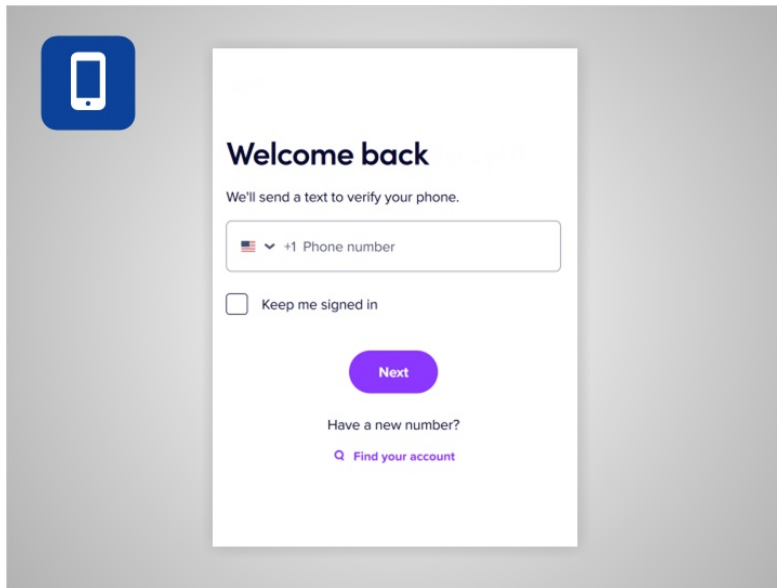 Welcome back
We'll send a text to verify your phone.
+1 Phone number
Keep me signed in
Next
Have a new number?
Find your account